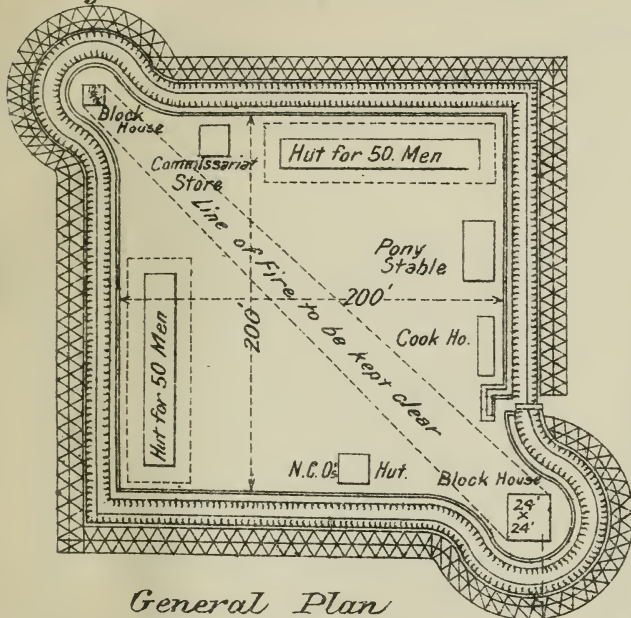 Block
House
Commissariat
Store
Hut for 50. Men
Line of Fire to be kept clear
Pony
Stable
200'
200'
Cook Ho.
Hut for 50 Men
N.C.O's Hut.
Block House
24'
×
24'
General Plan